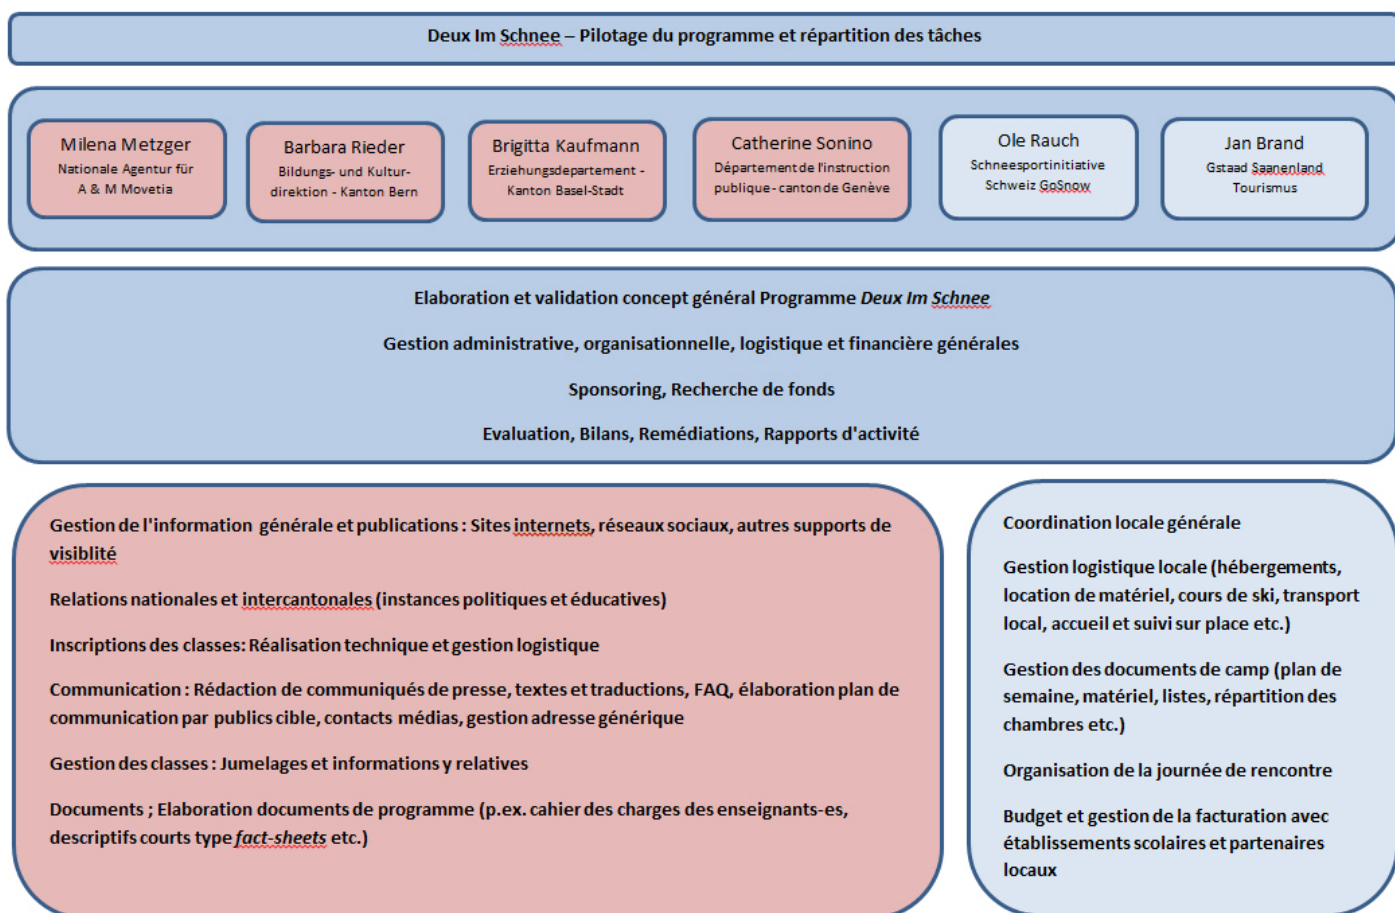 Deux Im Schnee – Pilotage du programme et répartition des tâches
Milena Metzger
Nationale Agentur für
A & M Movetia
Barbara Rieder
Bildungs- und Kultur-
direktion - Kanton Bern
Brigitta Kaufmann
Erziehungsdepartement -
Kanton Basel-Stadt
Catherine Sonino
Département de l'instruction
publique - canton de Genève
Ole Rauch
Schneesportinitiative
Schweiz GoSnow
Jan Brand
Gstaad Saanenland
Tourismus
Elaboration et validation concept général Programme Deux Im Schnee
Gestion administrative, organisationnelle, logistique et financière générales
Sponsoring, Recherche de fonds
Evaluation, Bilans, Remédiations, Rapports d'activité
Gestion de l'information générale et publications : Sites internets, réseaux sociaux, autres supports de
visiblité
Relations nationales et intercantonales (instances politiques et éducatives)
Inscriptions des classes: Réalisation technique et gestion logistique
Communication : Rédaction de communiqués de presse, textes et traductions, FAQ, élaboration plan de
communication par publics cible, contacts médias, gestion adresse générique
Gestion des classes : Jumelages et informations y relatives
Documents ; Elaboration documents de programme (p.ex. cahier des charges des enseignants-es,
descriptifs courts type fact-sheets etc.)
Coordination locale générale
Gestion logistique locale (hébergements,
location de matériel, cours de ski, transport
local, accueil et suivi sur place etc.)
Gestion des documents de camp (plan de
semaine, matériel, listes, répartition des
chambres etc.)
Organisation de la journée de rencontre
Budget et gestion de la facturation avec
établissements scolaires et partenaires
locaux